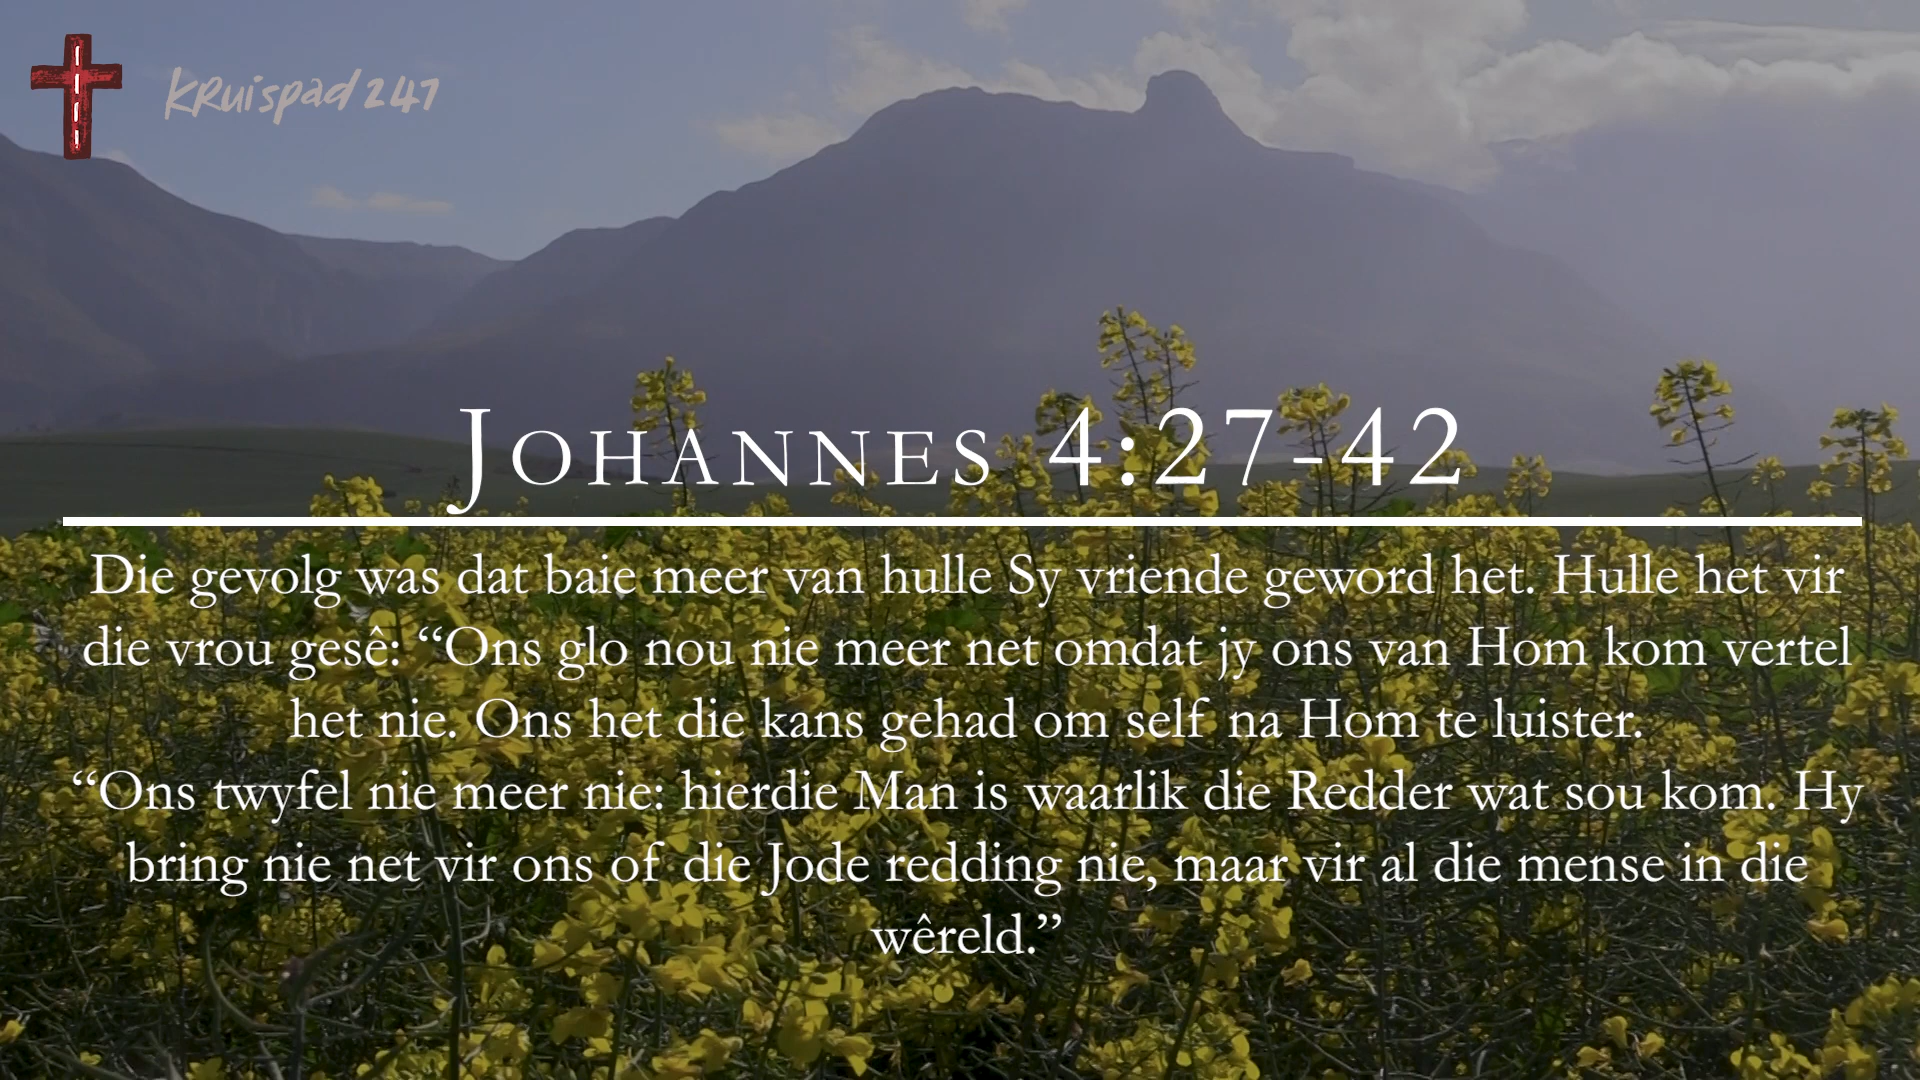 KRuispad 247
Johannes 4:27-42
Die gevolg was dat baie meer van hulle Sy vriende geword het. Hulle het vir
die vrou gesê: “Ons glo nou nie meer net omdat jy ons van Hom kom vertel
het nie. Ons het die kans gehad om self na Hom te luister.
“Ons twyfel nie meer nie: hierdie Man is waarlik die Redder wat sou kom. Hy
bring nie net vir ons of die Jode redding nie, maar vir al die mense in die
wêreld.”